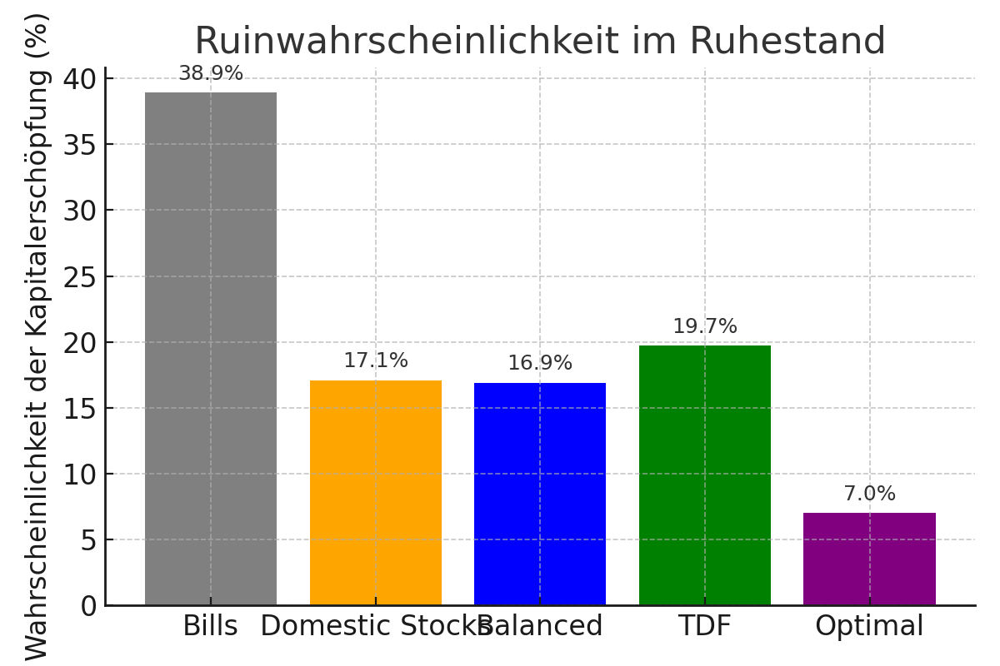 Ruinwahrscheinlichkeit im Ruhestand
Wahrscheinlichkeit der Kapitalerschöpfung (%)
40
35
30
25
20
15
10
5
0
38.9%
17.1%
16.9%
19.7%
7.0%
Bills
Domestic Stocks
Balanced
TDF
Optimal